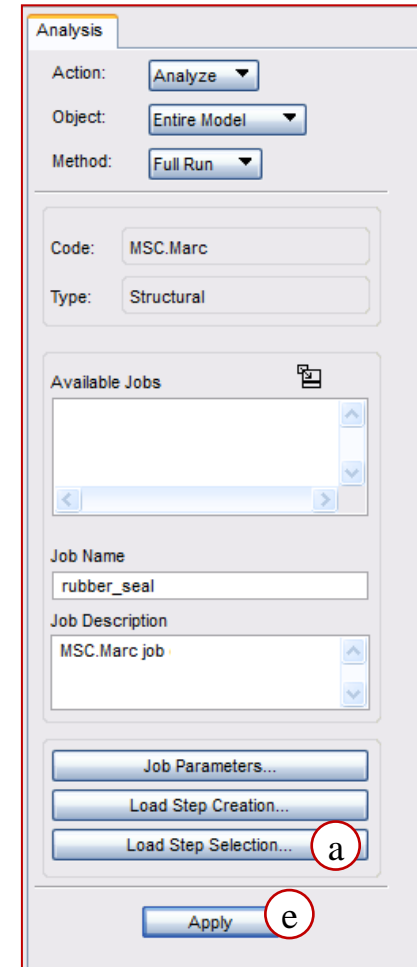 Analysis
Action: Analyze
Object: Entire Model
Method: Full Run
Code: MSC.Marc
Type: Structural
Available Jobs
Job Name
rubber_seal
Job Description
MSC.Marc job
Job Parameters...
Load Step Creation...
Load Step Selection... a
Apply e